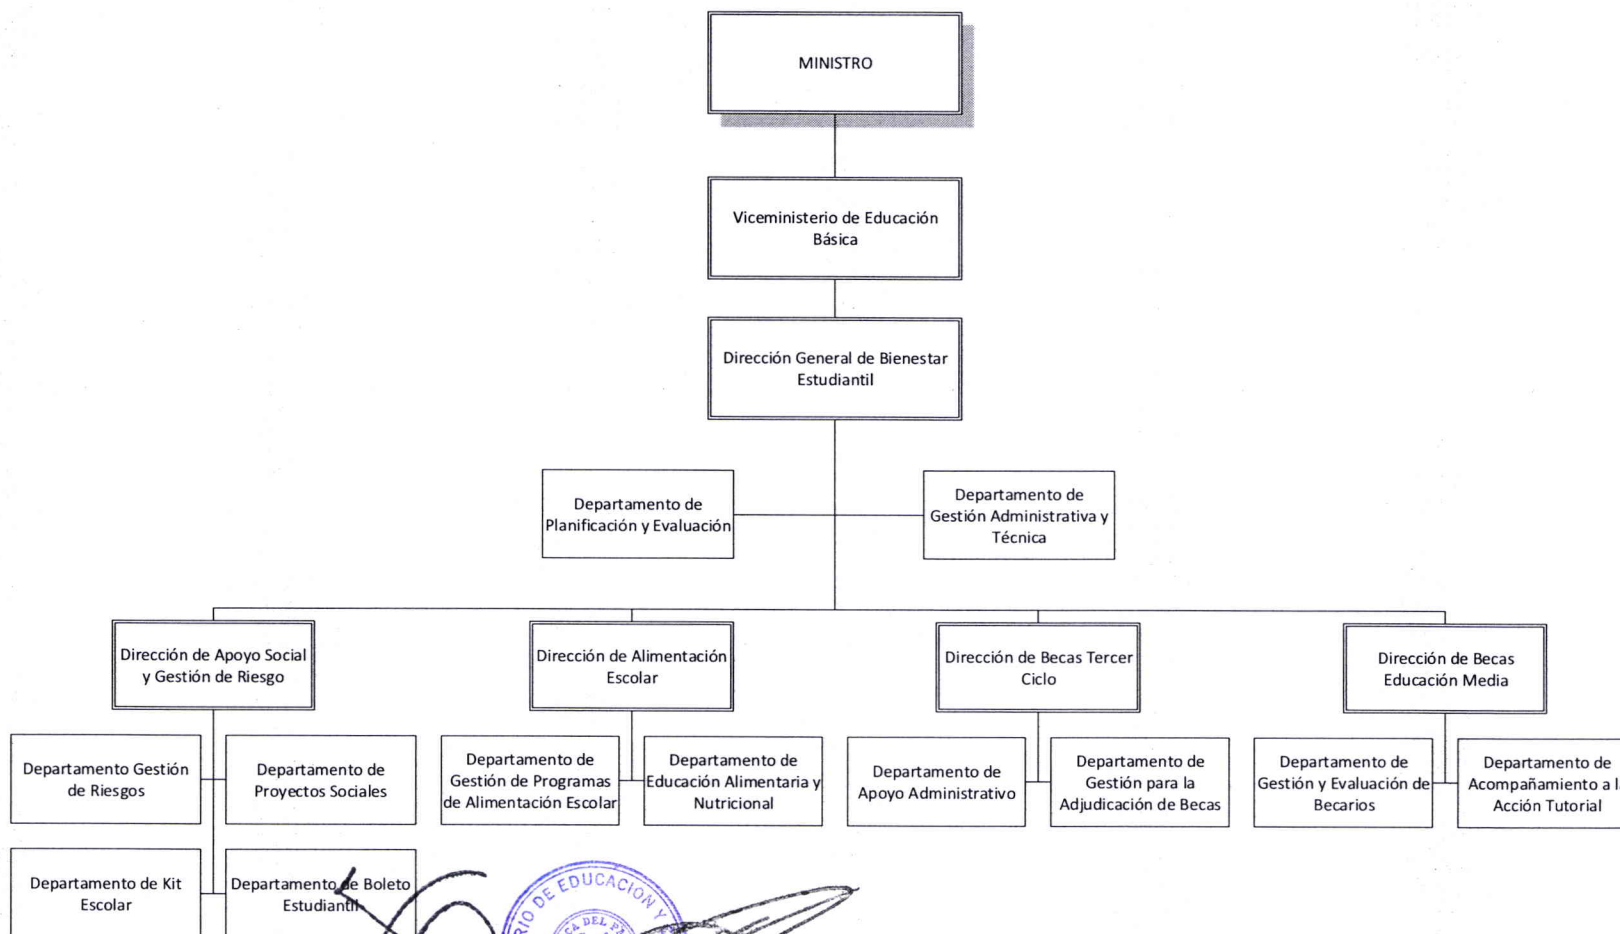 MINISTRO
Viceministerio de Educación
Básica
Dirección General de Bienestar
Estudiantil
Departamento de
Planificación y Evaluación
Departamento de
Gestión Administrativa y
Técnica
Dirección de Apoyo Social
y Gestión de Riesgo
Dirección de Alimentación
Escolar
Dirección de Becas Tercer
Ciclo
Dirección de Becas
Educación Media
Departamento Gestión
de Riesgos
Departamento de
Proyectos Sociales
Departamento de
Gestión de Programas
de Alimentación Escolar
Departamento de
Educación Alimentaria y
Nutricional
Departamento de
Apoyo Administrativo
Departamento de
Gestión para la
Adjudicación de Becas
Departamento de
Gestión y Evaluación de
Becarios
Departamento de
Acompañamiento a la
Acción Tutorial
Departamento de Kit
Escolar
Departamento de Boleto
Estudiantil
DE EDUCACIÓN Y
DEL